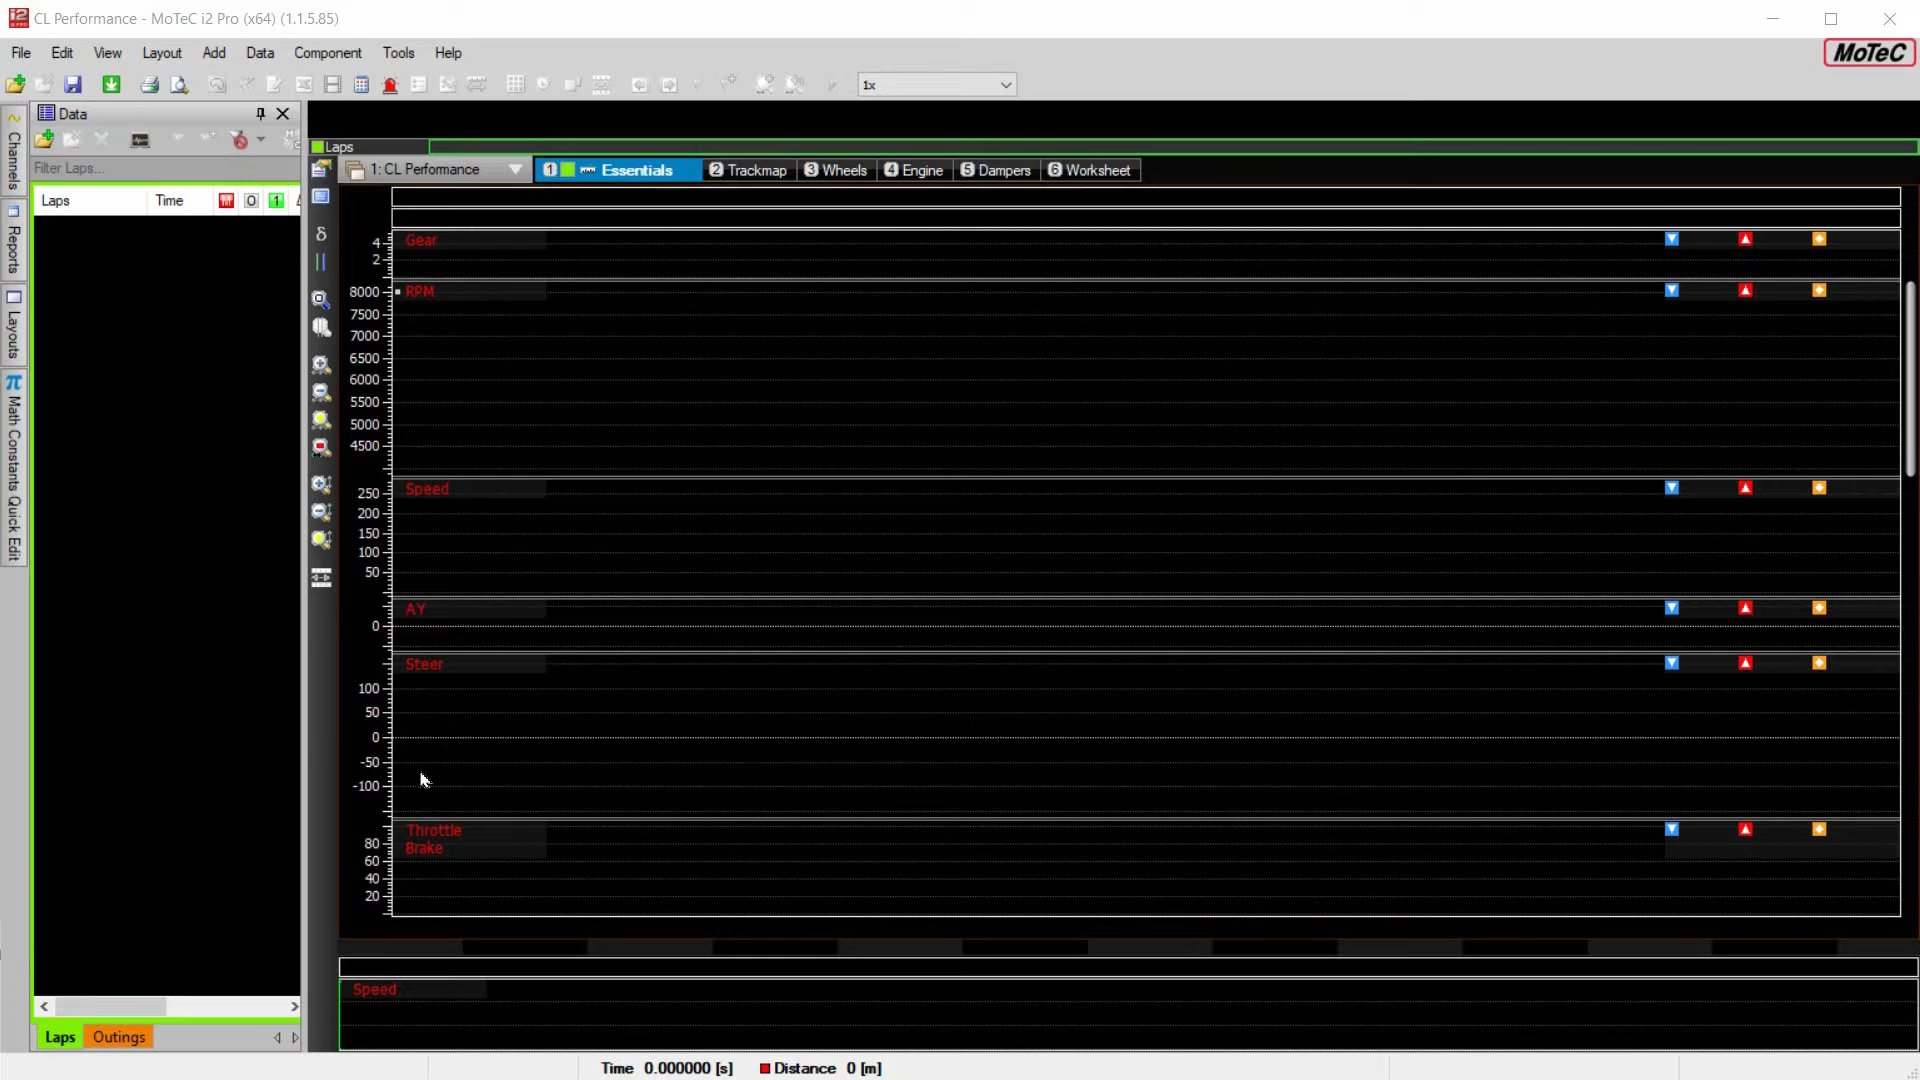 CL Performance - MoTeC i2 Pro (x64) (1.1.5.85)
File Edit View Layout Add Data Component Tools Help
MoTeC
1x
Data
Filter Laps...
Laps Time O 1
Channels
Reports
Layouts
Math Constants Quick Edit
Laps Outings
Laps
1: CL Performance
1 Essentials 2 Trackmap 3 Wheels 4 Engine 5 Dampers 6 Worksheet
δ
Gear
4
2
RPM
8000
7500
7000
6500
6000
5500
5000
4500
Speed
250
200
150
100
50
AY
0
Steer
100
50
0
-50
-100
Throttle
Brake
80
60
40
20
Speed
Time 0.000000 [s] Distance 0 [m]